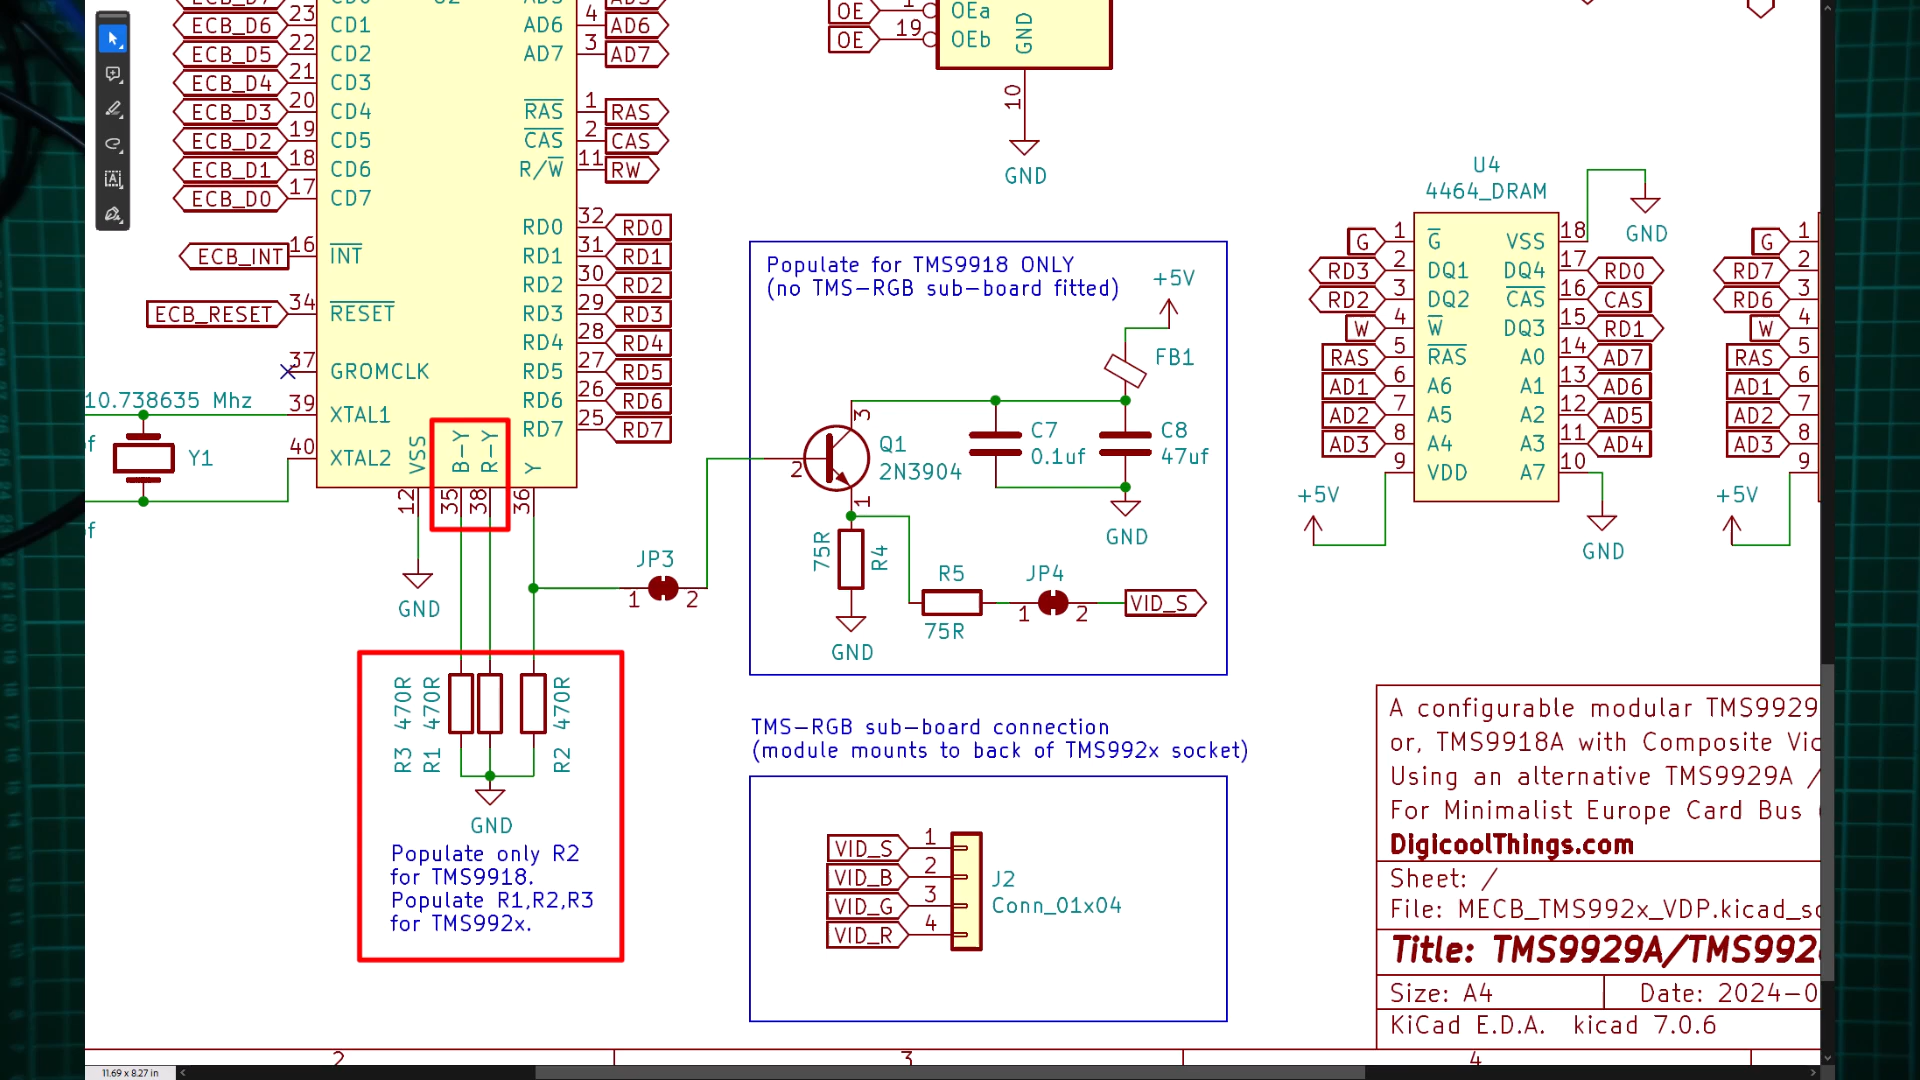 ECB_D6 23 CD1 AD6 4 AD6
ECB_D5 22 CD2 AD7 3 AD7
ECB_D4 21 CD3
ECB_D3 20 CD4 RAS 1 RAS
ECB_D2 19 CD5 CAS 2 CAS
ECB_D1 18 CD6 R/W 11 RW
ECB_D0 17 CD7
RD0 32 RD0
ECB_INT 16 INT RD1 31 RD1
RD2 30 RD2
ECB_RESET 34 RESET RD3 29 RD3
RD4 28 RD4
37 GROMCLK RD5 27 RD5
10.738635 Mhz
RD6 26 RD6
39 XTAL1 RD7 25 RD7
Y1 40 XTAL2
VSS B-Y R-Y Y
12 35 38 36
GND
JP3
1 2
R3 470R
R1 470R
R2 470R
GND
Populate only R2
for TMS9918.
Populate R1,R2,R3
for TMS992x.
OE 1 OEa
OE 19 OEb
GND
10
GND
Populate for TMS9918 ONLY
(no TMS-RGB sub-board fitted)
+5V
FB1
3
Q1
2N3904
2
1
C7
0.1uf
C8
47uf
GND
75R R4
GND
R5
75R
JP4
1 2
VID_S
TMS-RGB sub-board connection
(module mounts to back of TMS992x socket)
VID_S 1
VID_B 2
VID_G 3
VID_R 4
J2
Conn_01x04
U4
4464_DRAM
GND
G 1 G VSS 18
RD3 2 DQ1 DQ4 17 RD0
RD2 3 DQ2 CAS 16 CAS
W 4 W DQ3 15 RD1
RAS 5 RAS A0 14 AD7
AD1 6 A6 A1 13 AD6
AD2 7 A5 A2 12 AD5
AD3 8 A4 A3 11 AD4
9 VDD A7 10
+5V
GND
G 1
RD7 2
RD6 3
W 4
RAS 5
AD1 6
AD2 7
AD3 8
9
+5V
A configurable modular TMS9929
or, TMS9918A with Composite Vid
Using an alternative TMS9929A /
For Minimalist Europe Card Bus
DigicoolThings.com
Sheet: /
File: MECB_TMS992x_VDP.kicad_sc
Title: TMS9929A/TMS992
Size: A4 Date: 2024-0
KiCad E.D.A. kicad 7.0.6
2 3 4
11.69 x 8.27 in